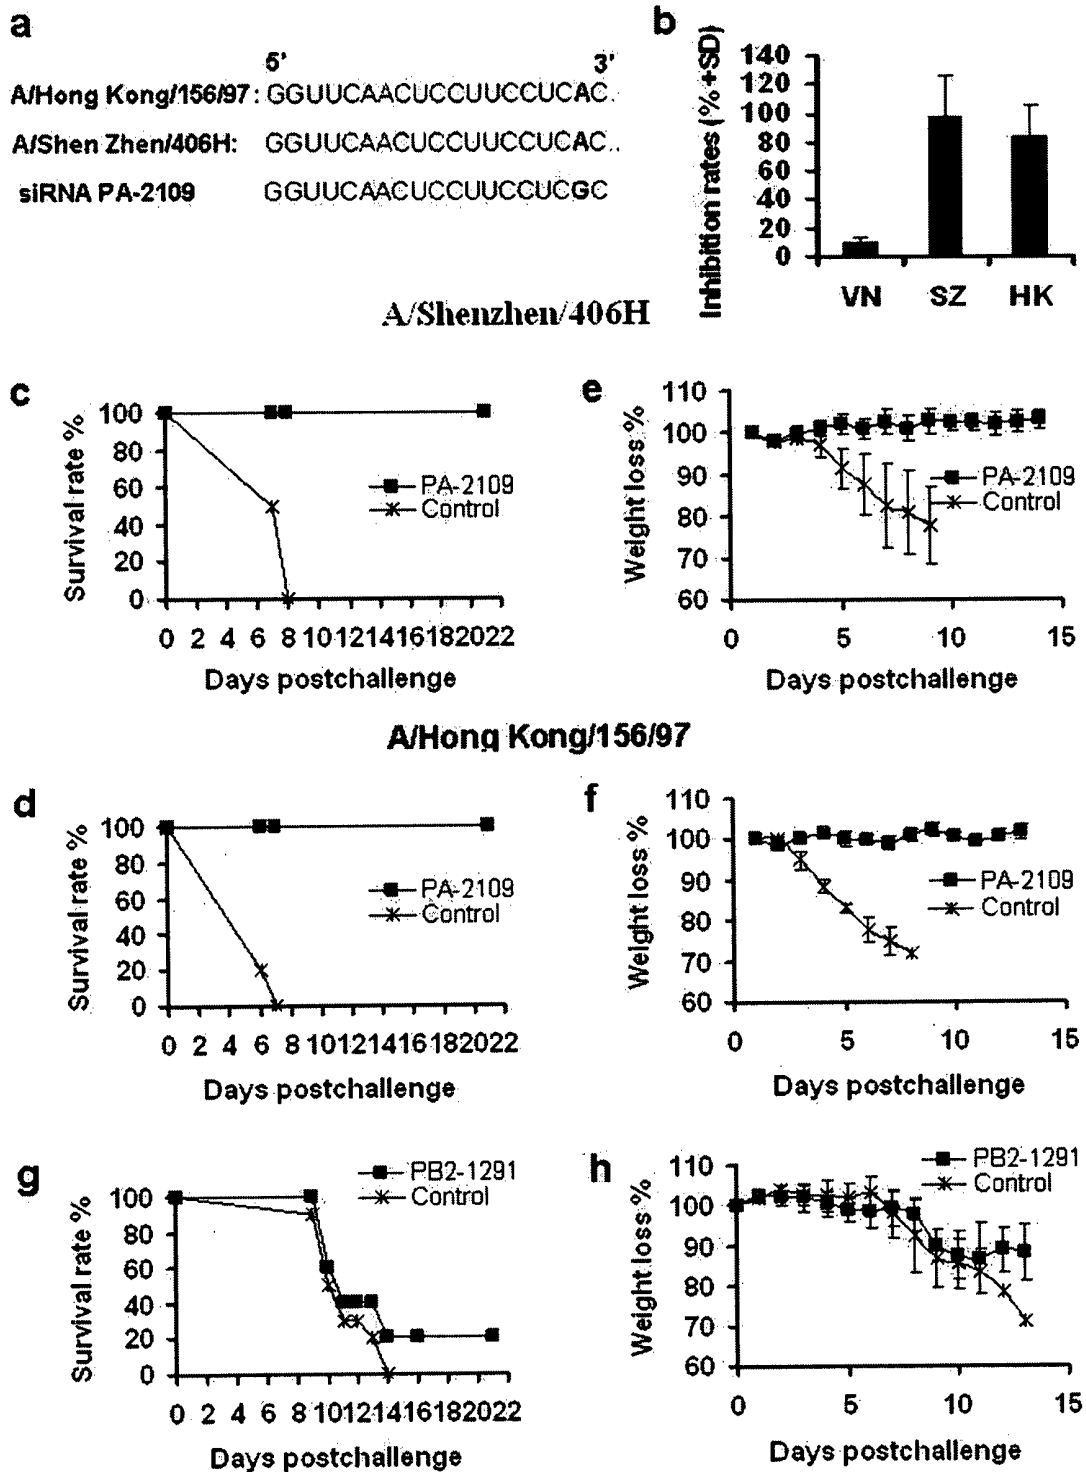 a
5' 3'
A/Hong Kong/156/97: GGUUCAACUCCUUCCUCAC..
A/Shen Zhen/406H: GGUUCAACUCCUUCCUCAC..
siRNA PA-2109 GGUUCAACUCCUUCCUCGC
b
Inhibition rates (% +SD)
140
120
100
80
60
40
20
0
VN SZ HK
A/Shenzhen/406H
c
Survival rate %
100
80
60
40
20
0
PA-2109
Control
0 2 4 6 8 10 12 14 16 18 20 22
Days postchallenge
e
Weight loss %
110
100
90
80
70
60
PA-2109
Control
0 5 10 15
Days postchallenge
A/Hong Kong/156/97
d
Survival rate %
100
80
60
40
20
0
PA-2109
Control
0 2 4 6 8 10 12 14 16 18 20 22
Days postchallenge
f
Weight loss %
110
100
90
80
70
60
PA-2109
Control
0 5 10 15
Days postchallenge
g
Survival rate %
PB2-1291
Control
100
80
60
40
20
0
0 2 4 6 8 10 12 14 16 18 20 22
Days postchallenge
h
Weight loss %
PB2-1291
Control
110
100
90
80
70
60
0 5 10 15
Days postchallenge